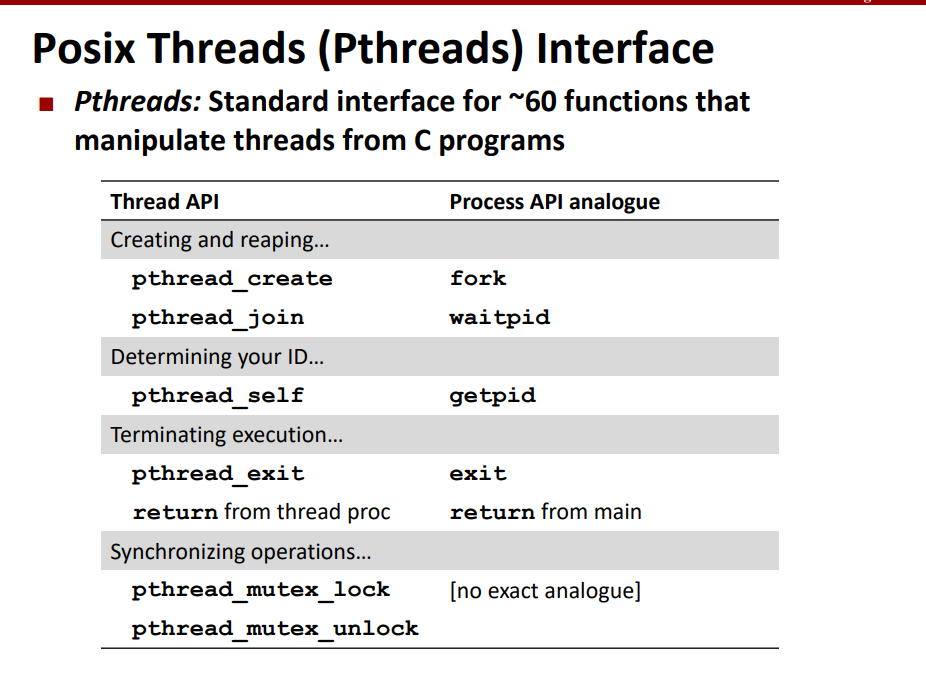 Posix Threads (Pthreads) Interface
Pthreads: Standard interface for ~60 functions that
manipulate threads from C programs
Thread API Process API analogue
Creating and reaping…
pthread_create fork
pthread_join waitpid
Determining your ID…
pthread_self getpid
Terminating execution…
pthread_exit exit
return from thread proc return from main
Synchronizing operations…
pthread_mutex_lock [no exact analogue]
pthread_mutex_unlock